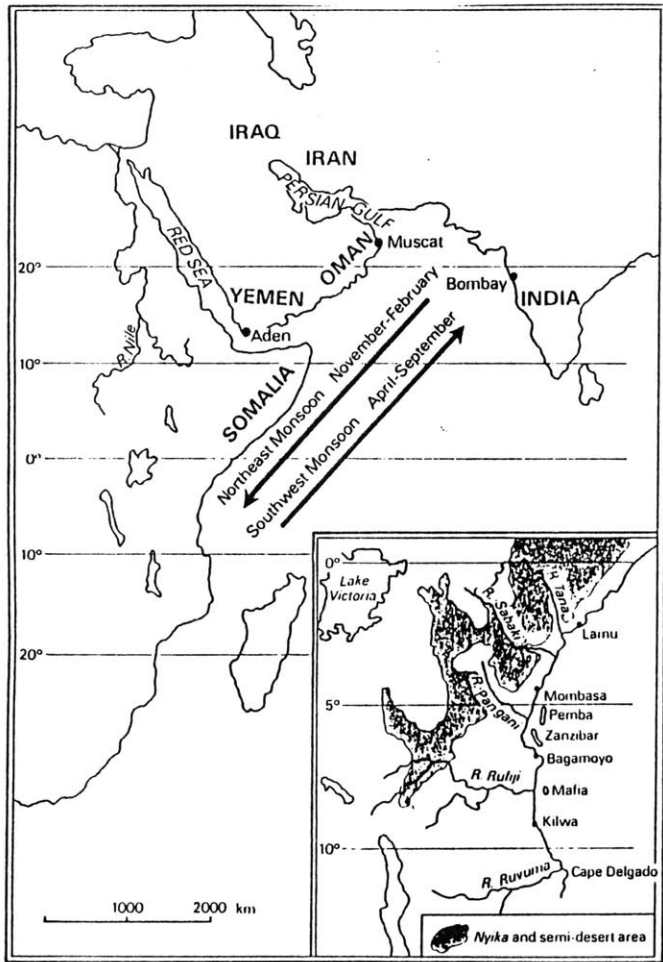 IRAQ
IRAN
PERSIAN GULF
RED SEA
OMAN
Muscat
20°
YEMEN
Bombay
INDIA
R. Nile
Aden
10°
SOMALIA
Northeast Monsoon November-February
Southwest Monsoon April-September
0°
10°
20°
1000 2000 km
0°
Lake
Victoria
R. Tana
R. Sabaki
Lamu
Mombasa
5°
R. Pangani
Pemba
Zanzibar
Bagamoyo
R. Rufiji
Mafia
Kilwa
10°
R. Ruvuma
Cape Delgado
Nyika and semi-desert area